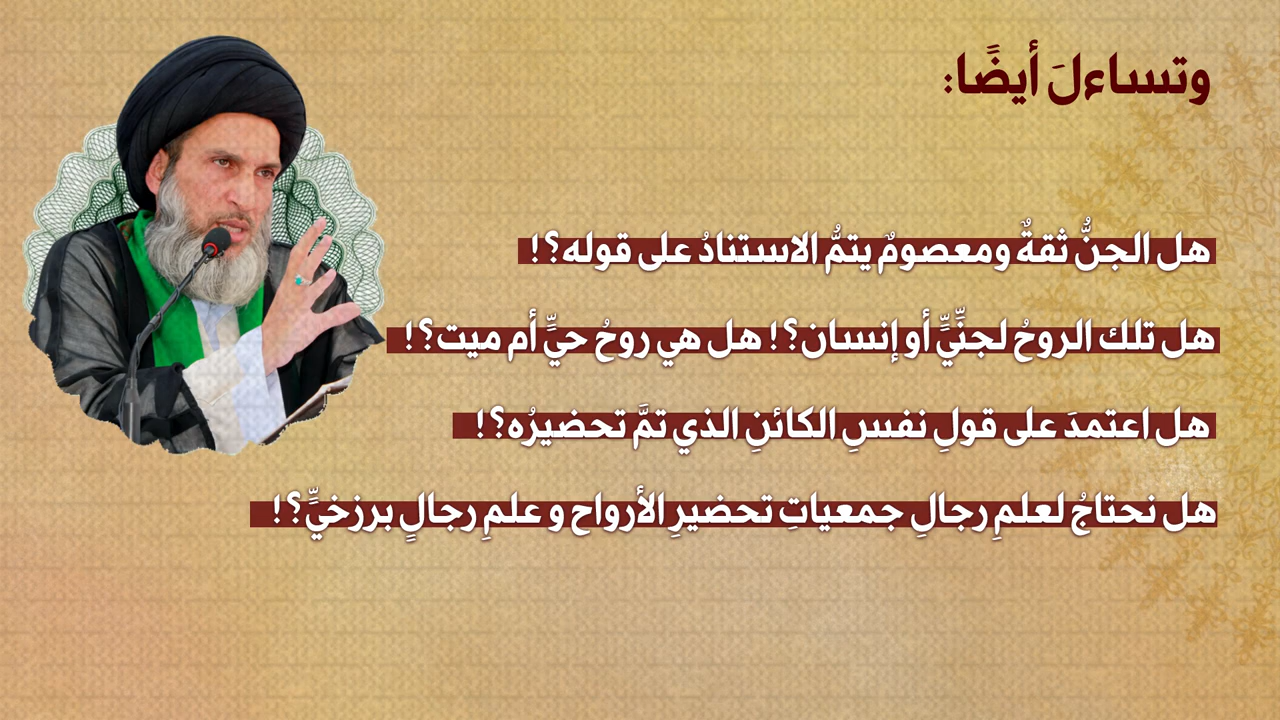 وتساءلَ أيضًا:
هل الجنُّ ثقةٌ ومعصومٌ يتمُّ الاستنادُ على قوله؟!
هل تلك الروحُ لجنِّيٍّ أو إنسان؟! هل هي روحُ حيٍّ أم ميت؟!
هل اعتمدَ على قولِ نفسِ الكائنِ الذي تمَّ تحضيرُه؟!
هل نحتاجُ لعلمِ رجالِ جمعياتِ تحضيرِ الأرواحِ و علمِ رجالٍ برزخيٍّ؟!